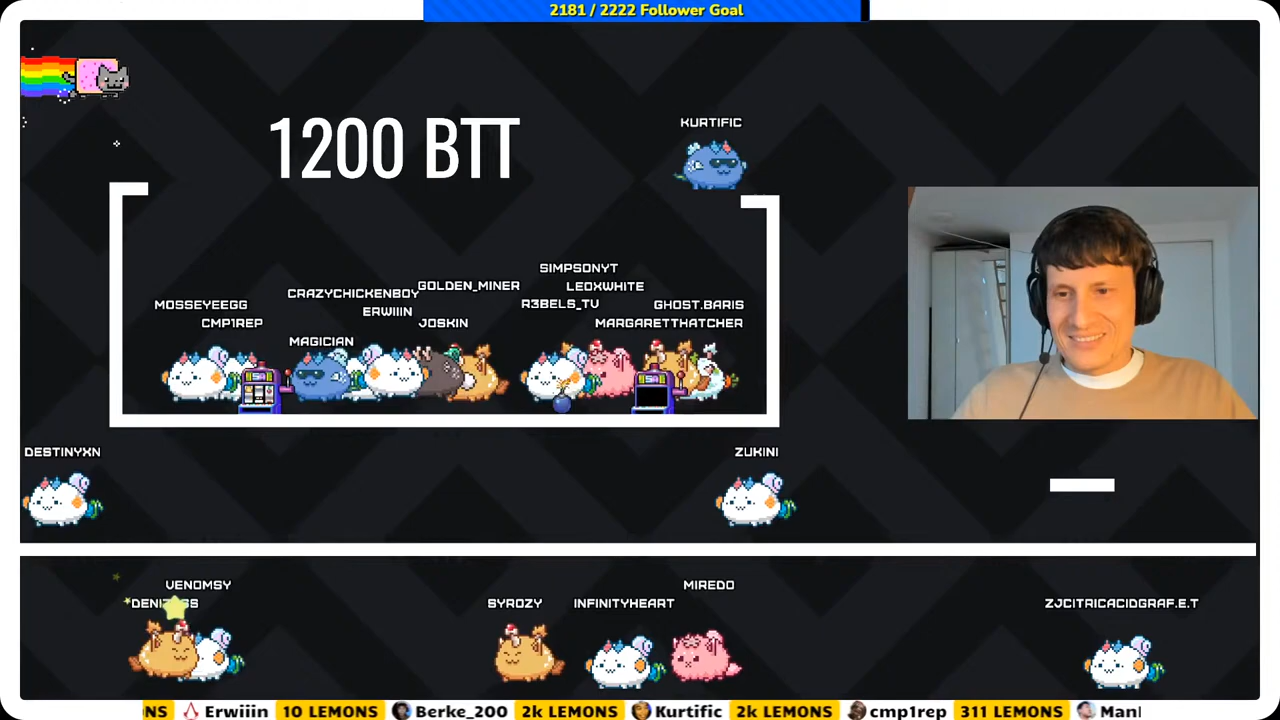 2181 / 2222 Follower Goal
1200 BTT
KURTIFIC
SIMPSONYT
GOLDEN_MINER
LEOXWHITE
CRAZYCHICKENBOY
MOSSEYEEGG
R3BELS_TV
GHOST.BARIS
ERWIIIN
CMP1REP
JOSKIN
MARGARETTHATCHER
MAGICIAN
DESTINYXN
ZUKINI
VENOMSY
MIREDO
SYROZY
INFINITYHEART
ZJCITRICACIDGRAF.E.T
NS Erwiiin 10 LEMONS Berke_200 2k LEMONS Kurtific 2k LEMONS cmp1rep 311 LEMONS